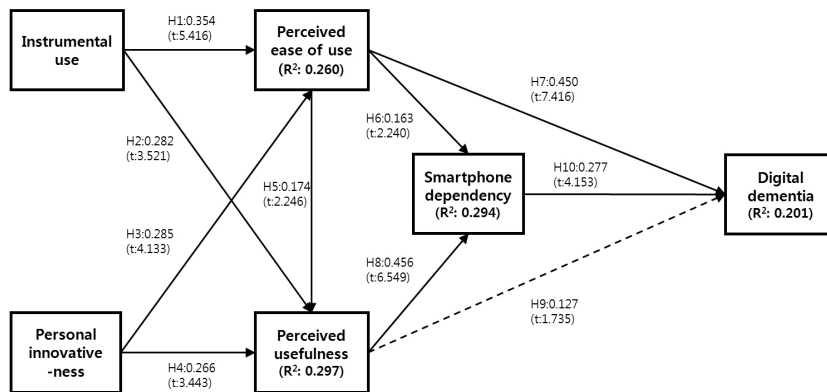 H1:0.354
(t:5.416)
Instrumental
use
Perceived
ease of use
(R²: 0.260)
H7:0.450
(t:7.416)
H6:0.163
(t:2.240)
H2:0.282
(t:3.521)
H5:0.174
(t:2.246)
Smartphone
dependency
(R²: 0.294)
H10:0.277
(t:4.153)
Digital
dementia
(R²: 0.201)
H3:0.285
(t:4.133)
H8:0.456
(t:6.549)
H9:0.127
(t:1.735)
Personal
innovative
-ness
H4:0.266
(t:3.443)
Perceived
usefulness
(R²: 0.297)